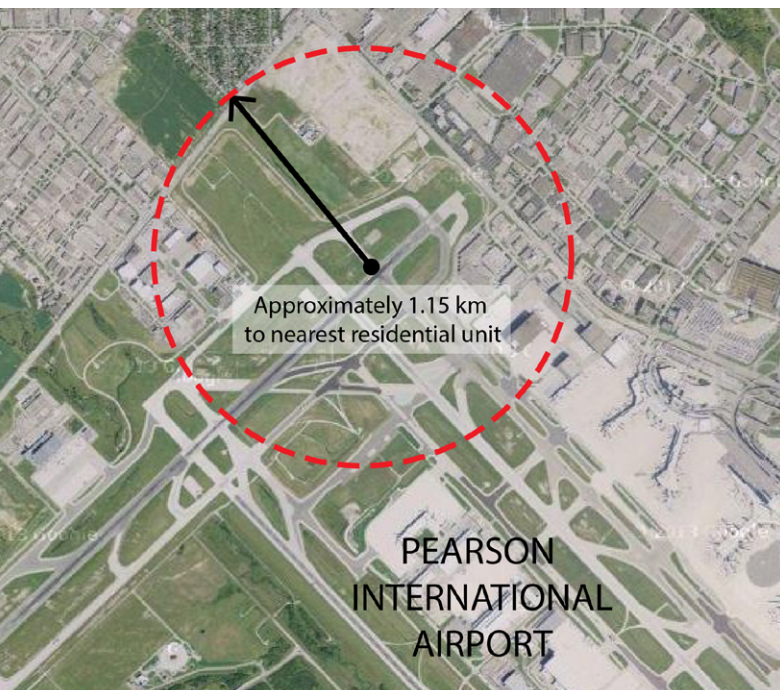 Approximately 1.15 km
to nearest residential unit
PEARSON
INTERNATIONAL
AIRPORT